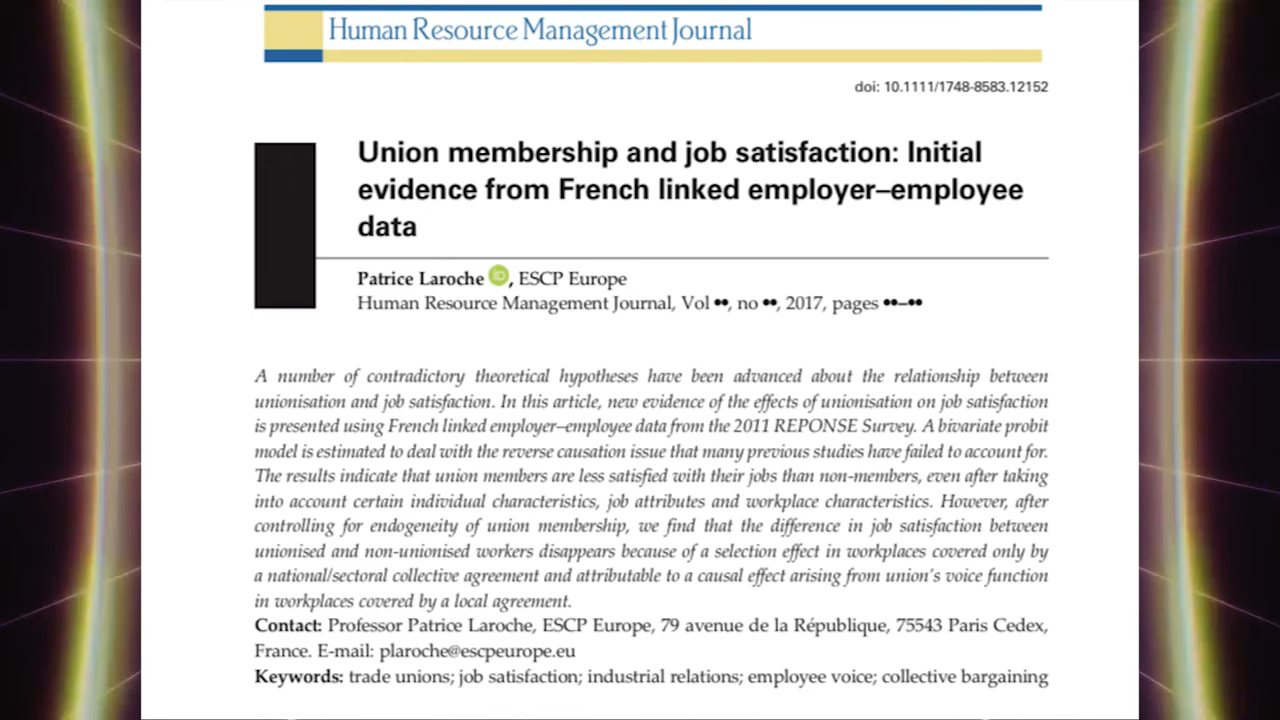 Human Resource Management Journal
doi: 10.1111/1748-8583.12152
Union membership and job satisfaction: Initial
evidence from French linked employer–employee
data
Patrice Laroche iD, ESCP Europe
Human Resource Management Journal, Vol ••, no ••, 2017, pages ••–••
A number of contradictory theoretical hypotheses have been advanced about the relationship between
unionisation and job satisfaction. In this article, new evidence of the effects of unionisation on job satisfaction
is presented using French linked employer–employee data from the 2011 REPONSE Survey. A bivariate probit
model is estimated to deal with the reverse causation issue that many previous studies have failed to account for.
The results indicate that union members are less satisfied with their jobs than non-members, even after taking
into account certain individual characteristics, job attributes and workplace characteristics. However, after
controlling for endogeneity of union membership, we find that the difference in job satisfaction between
unionised and non-unionised workers disappears because of a selection effect in workplaces covered only by
a national/sectoral collective agreement and attributable to a causal effect arising from union's voice function
in workplaces covered by a local agreement.
Contact: Professor Patrice Laroche, ESCP Europe, 79 avenue de la République, 75543 Paris Cedex,
France. E-mail: plaroche@escpeurope.eu
Keywords: trade unions; job satisfaction; industrial relations; employee voice; collective bargaining